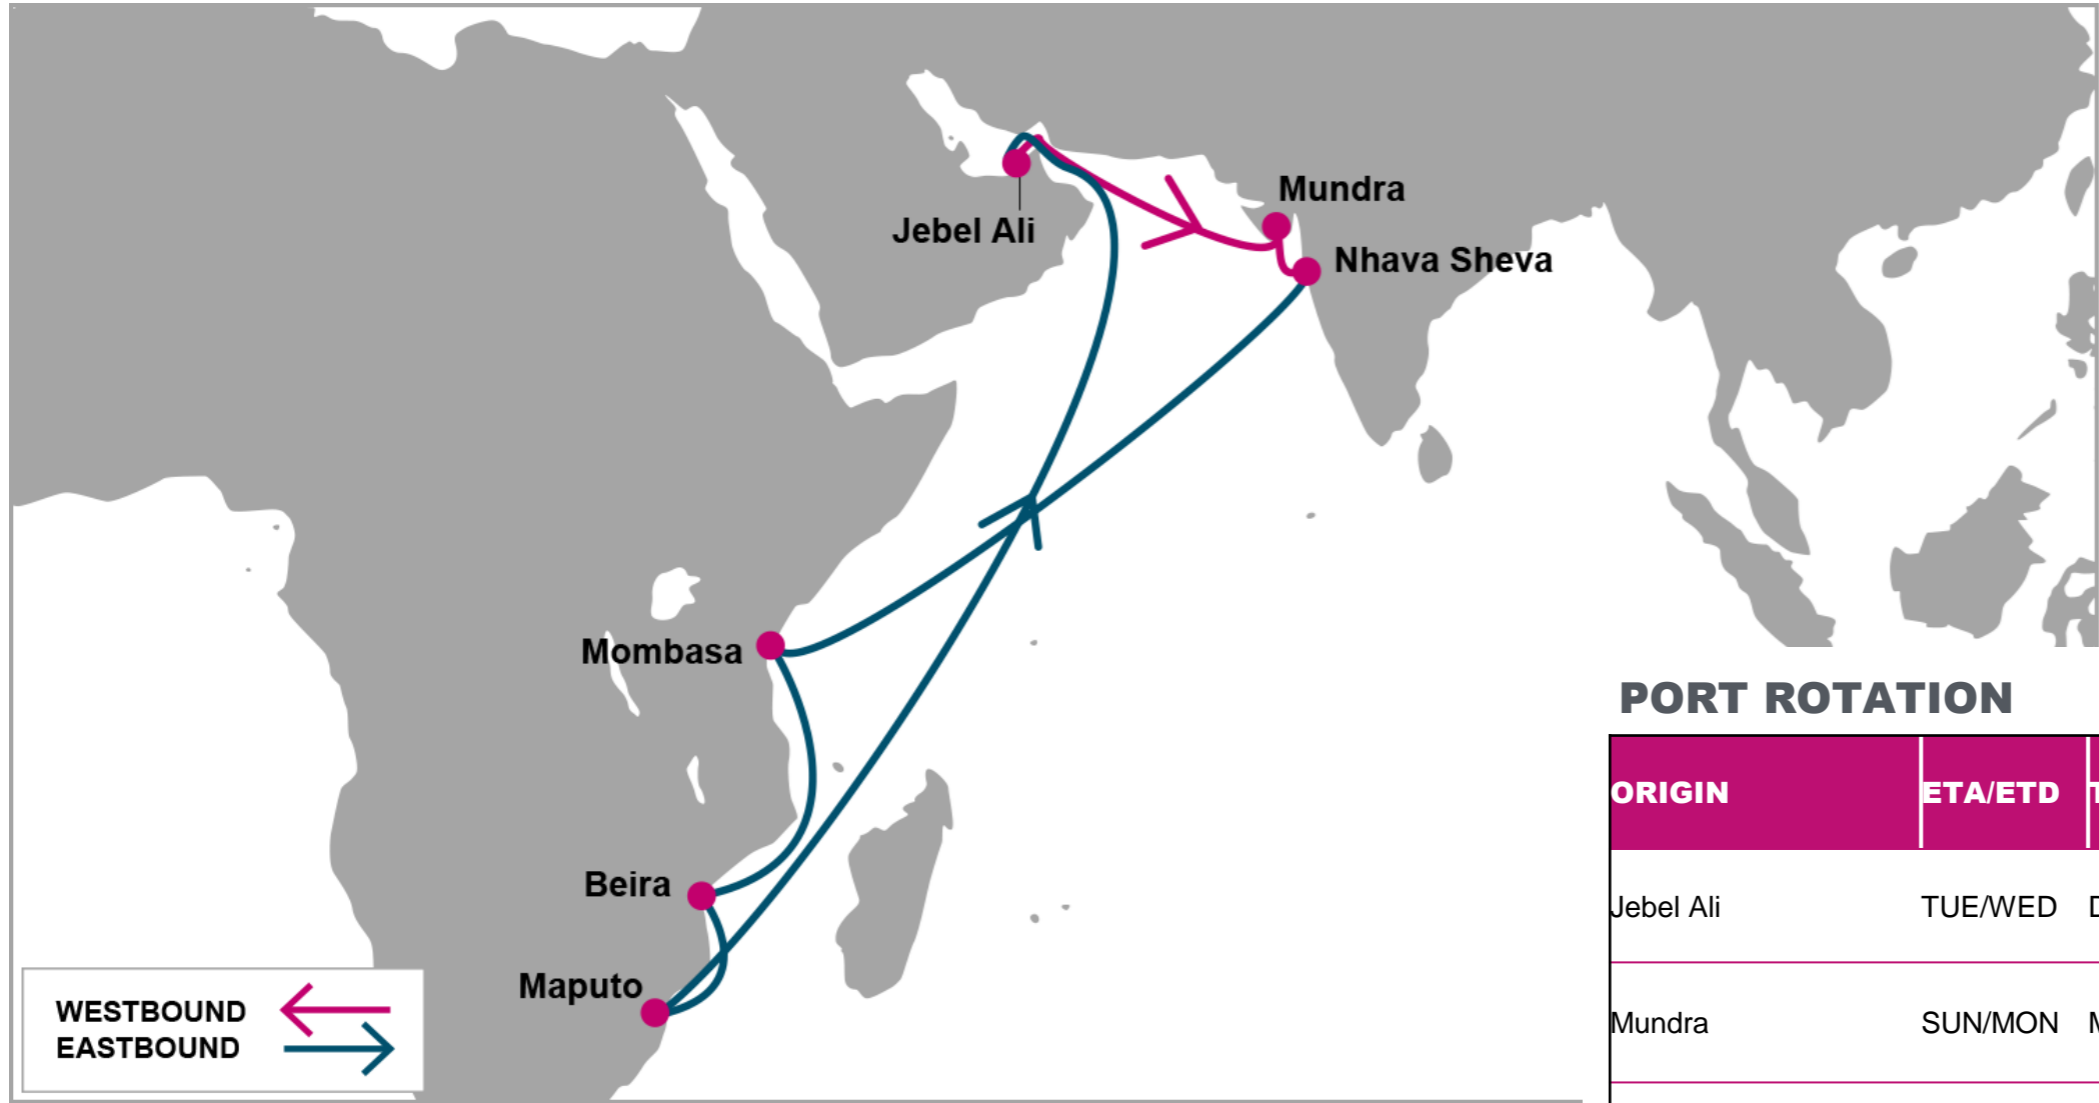 Mundra
Jebel Ali
Nhava Sheva
Mombasa
Beira
Maputo
WESTBOUND
EASTBOUND
PORT ROTATION
ORIGIN ETA/ETD
Jebel Ali TUE/WED
Mundra SUN/MON